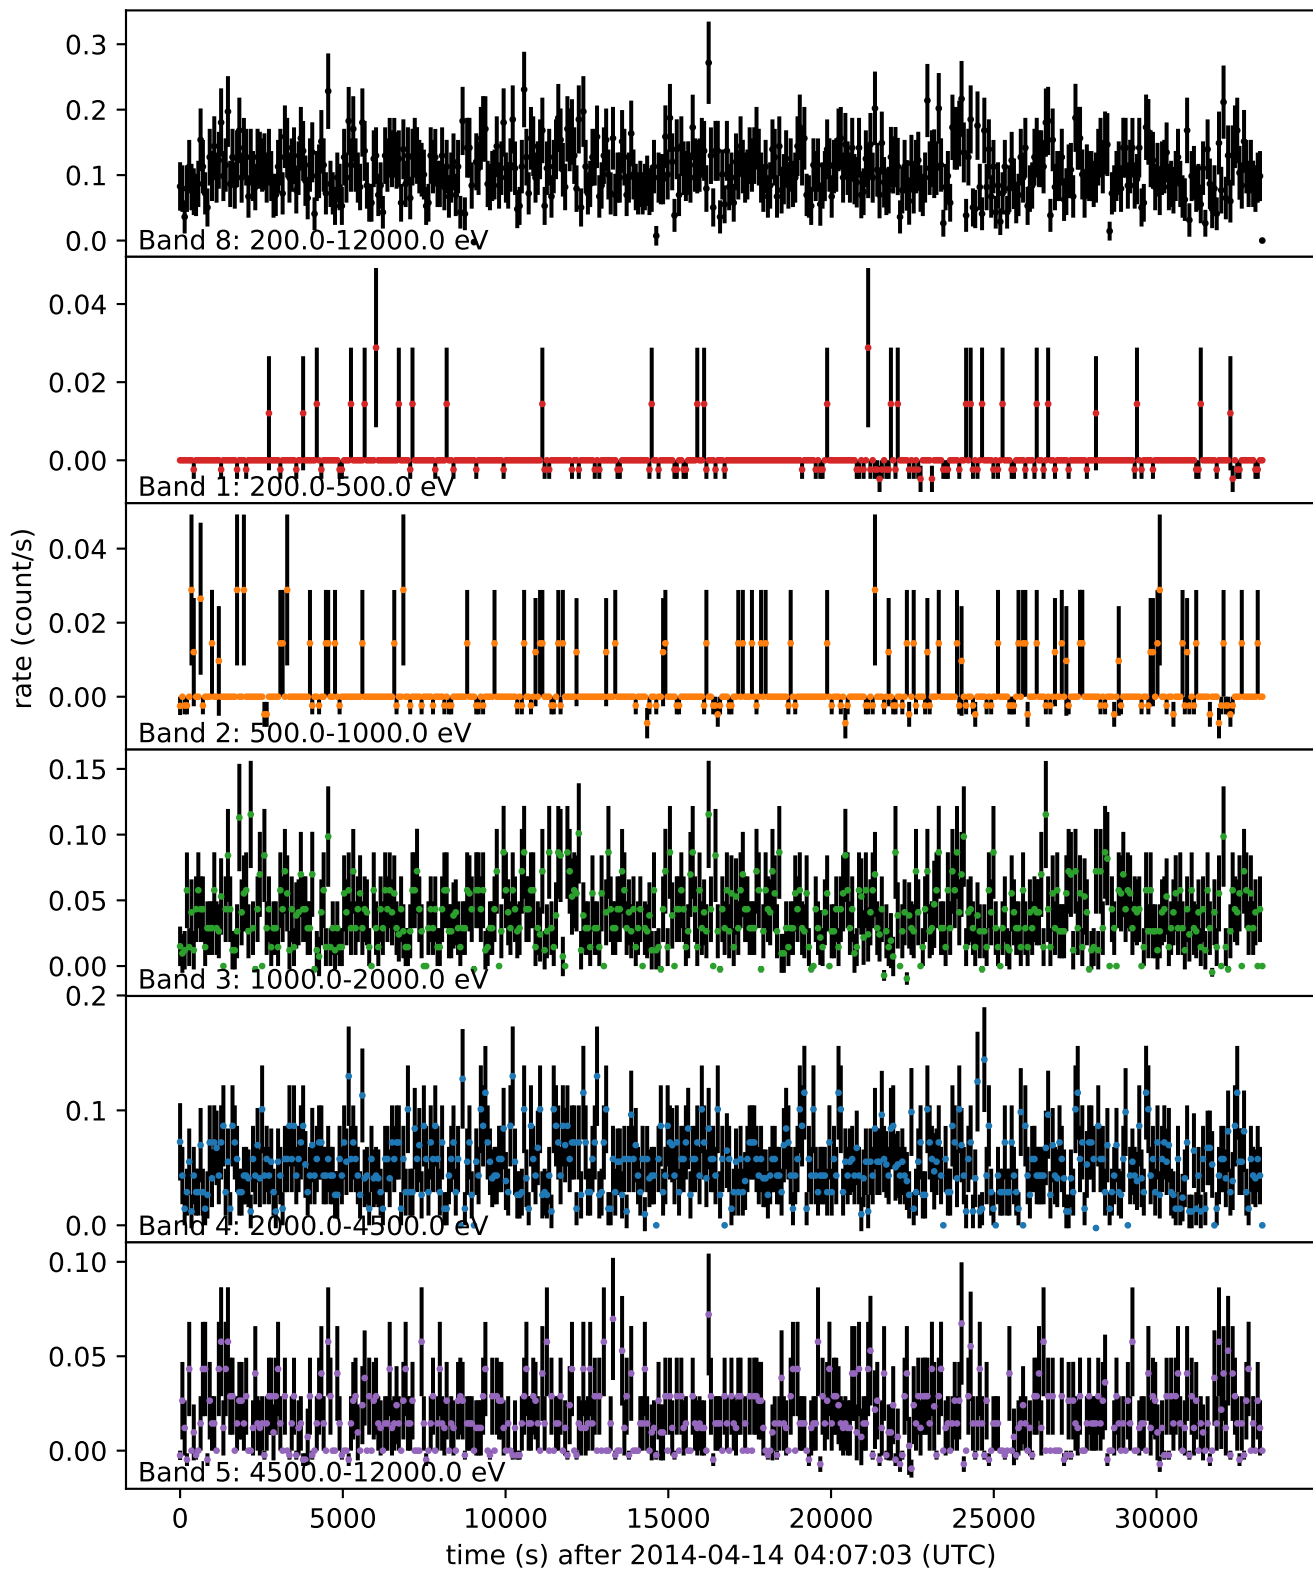 0.3
0.2
0.1
0.0
Band 8: 200.0-12000.0 eV
0.04
0.02
0.00
Band 1: 200.0-500.0 eV
rate (count/s)
0.04
0.02
0.00
Band 2: 500.0-1000.0 eV
0.15
0.10
0.05
0.00
Band 3: 1000.0-2000.0 eV
0.2
0.1
0.0
Band 4: 2000.0-4500.0 eV
0.10
0.05
0.00
Band 5: 4500.0-12000.0 eV
0 5000 10000 15000 20000 25000 30000
time (s) after 2014-04-14 04:07:03 (UTC)